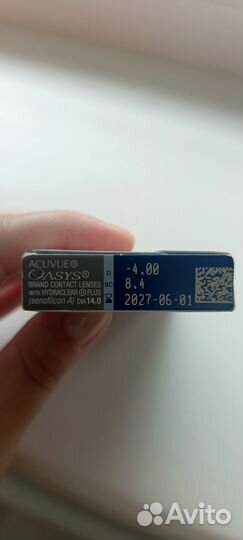 ACUVUE®
OASYS®
BRAND CONTACT LENSES
WITH HYDRACLEAR® PLUS
(senofilcon A) DIA 14.0
D -4.00
BC 8.4
2027-06-01
Avito